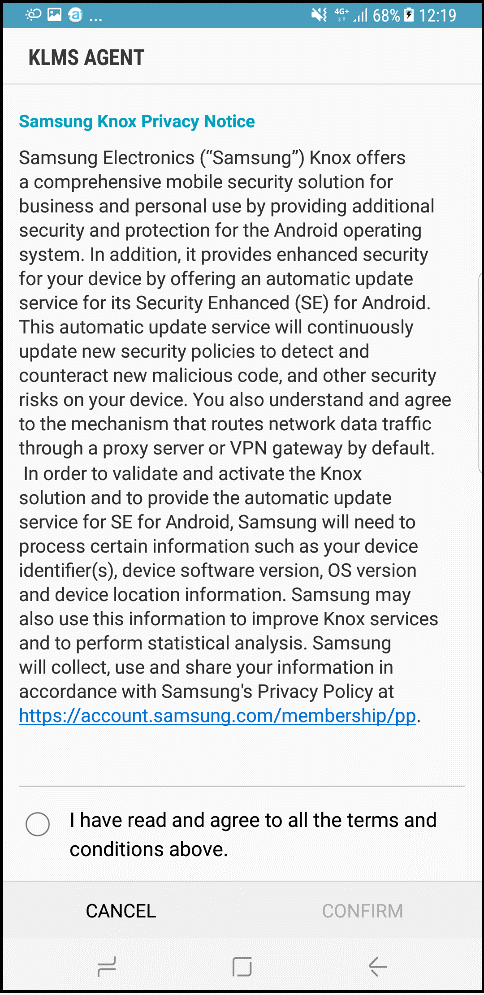 4G+ 68% 12:19
KLMS AGENT
Samsung Knox Privacy Notice
Samsung Electronics (“Samsung”) Knox offers
a comprehensive mobile security solution for
business and personal use by providing additional
security and protection for the Android operating
system. In addition, it provides enhanced security
for your device by offering an automatic update
service for its Security Enhanced (SE) for Android.
This automatic update service will continuously
update new security policies to detect and
counteract new malicious code, and other security
risks on your device. You also understand and agree
to the mechanism that routes network data traffic
through a proxy server or VPN gateway by default.
In order to validate and activate the Knox
solution and to provide the automatic update
service for SE for Android, Samsung will need to
process certain information such as your device
identifier(s), device software version, OS version
and device location information. Samsung may
also use this information to improve Knox services
and to perform statistical analysis. Samsung
will collect, use and share your information in
accordance with Samsung's Privacy Policy at
https://account.samsung.com/membership/pp.
I have read and agree to all the terms and
conditions above.
CANCEL CONFIRM